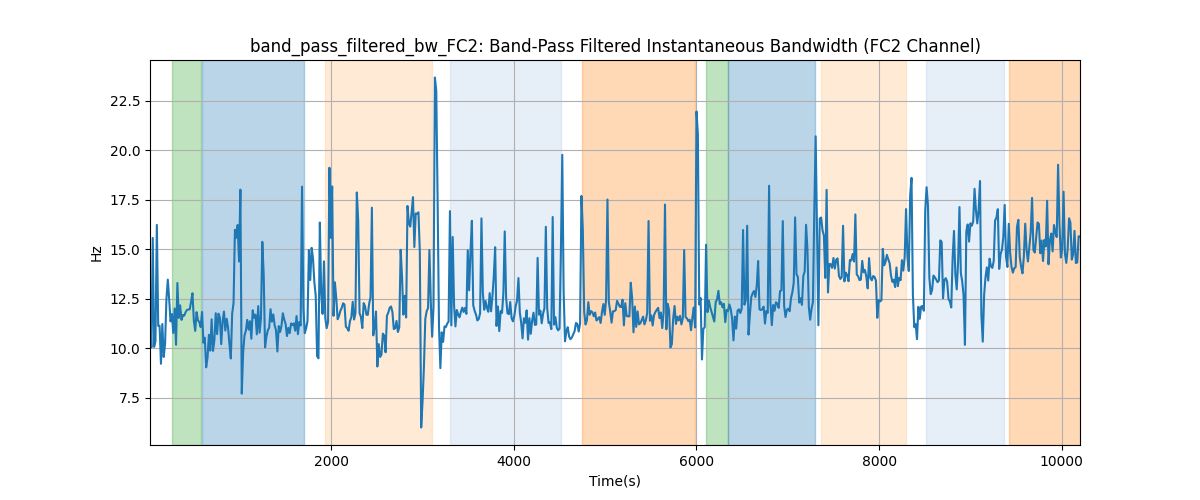 band_pass_filtered_bw_FC2: Band-Pass Filtered Instantaneous Bandwidth (FC2 Channel)
22.5
20.0
17.5
15.0
12.5
10.0
7.5
Hz
2000 4000 6000 8000 10000
Time(s)